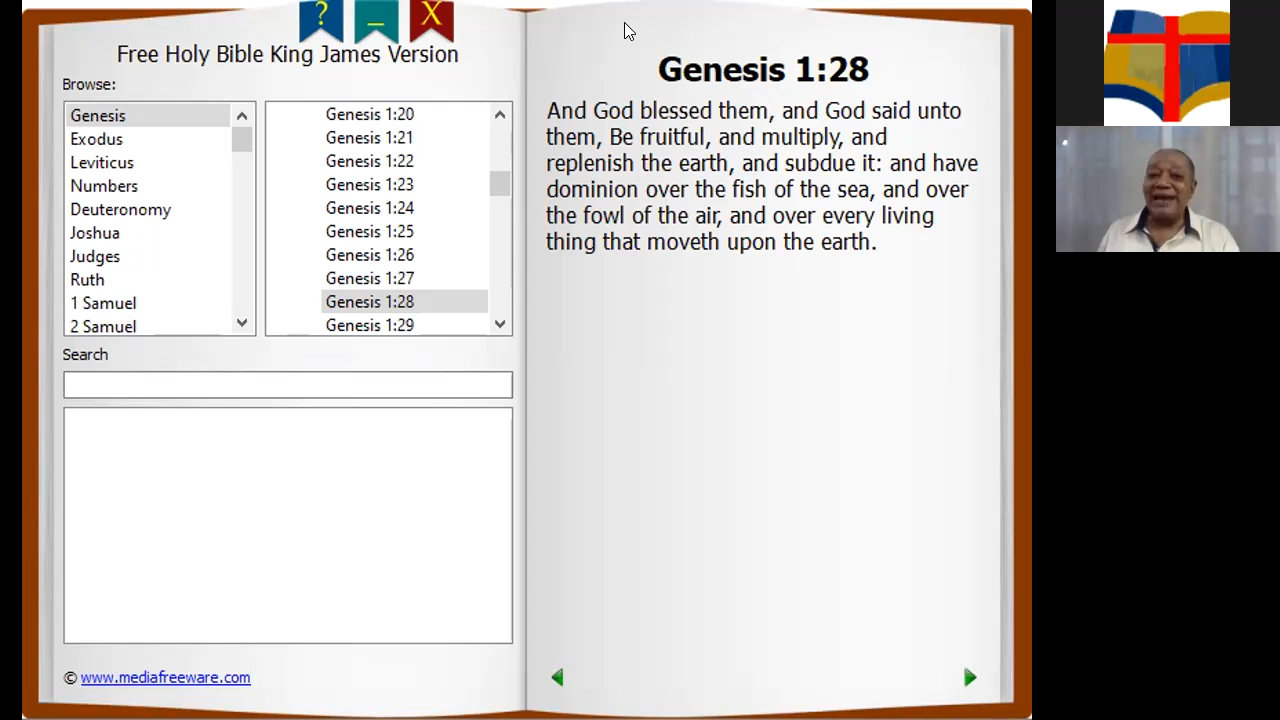 ?
_
X
Free Holy Bible King James Version
Browse:
Genesis
Exodus
Leviticus
Numbers
Deuteronomy
Joshua
Judges
Ruth
1 Samuel
2 Samuel
Genesis 1:20
Genesis 1:21
Genesis 1:22
Genesis 1:23
Genesis 1:24
Genesis 1:25
Genesis 1:26
Genesis 1:27
Genesis 1:28
Genesis 1:29
Search
© www.mediafreeware.com
Genesis 1:28
And God blessed them, and God said unto
them, Be fruitful, and multiply, and
replenish the earth, and subdue it: and have
dominion over the fish of the sea, and over
the fowl of the air, and over every living
thing that moveth upon the earth.